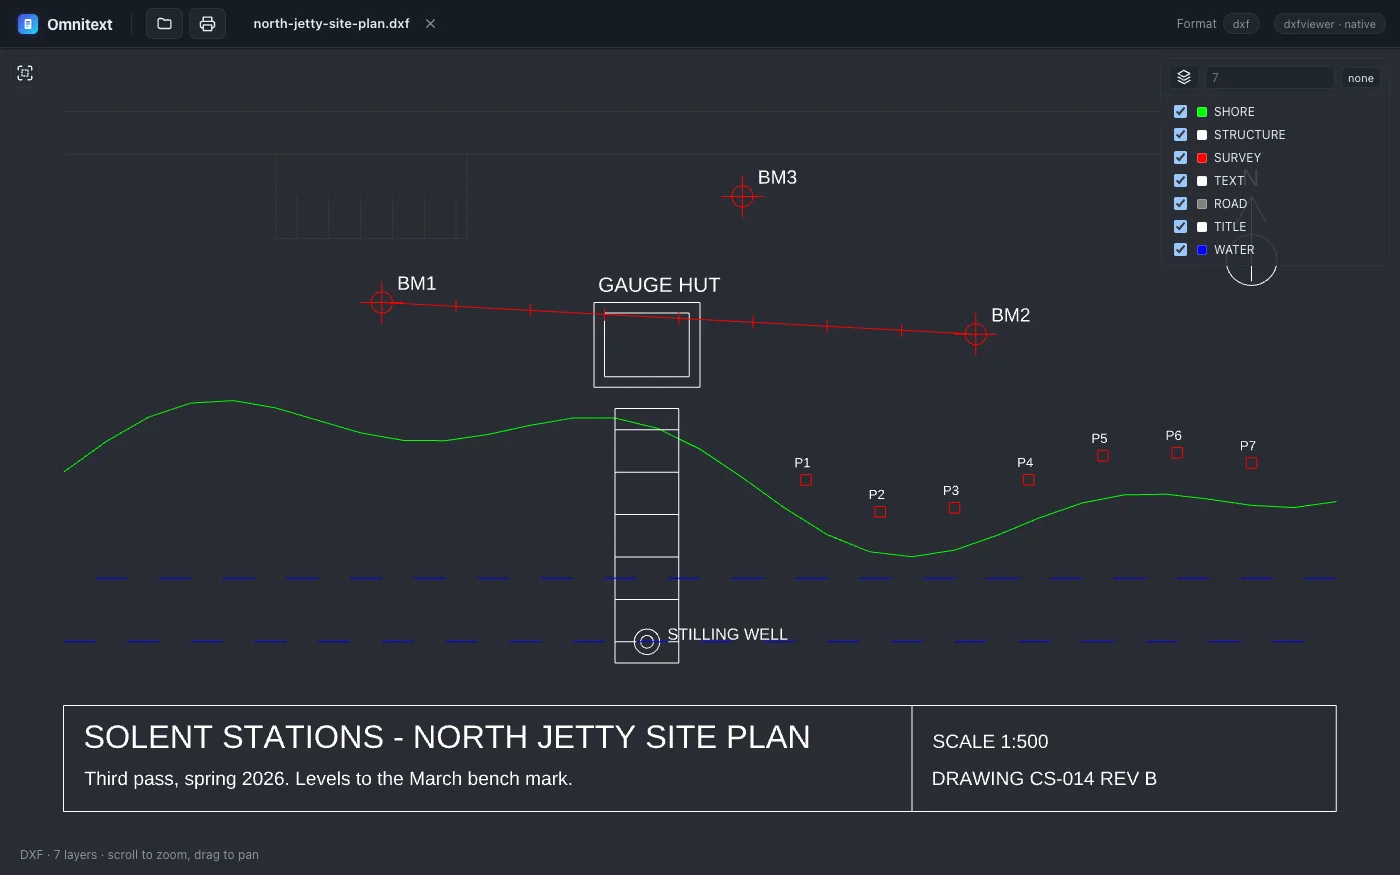 Omnitext
north-jetty-site-plan.dxf
Format dxf dxfviewer · native
7 none
SHORE
STRUCTURE
SURVEY
TEXT
ROAD
TITLE
WATER
N
BM3
BM1
GAUGE HUT
BM2
P1
P2
P3
P4
P5
P6
P7
STILLING WELL
SOLENT STATIONS - NORTH JETTY SITE PLAN
Third pass, spring 2026. Levels to the March bench mark.
SCALE 1:500
DRAWING CS-014 REV B
DXF · 7 layers · scroll to zoom, drag to pan